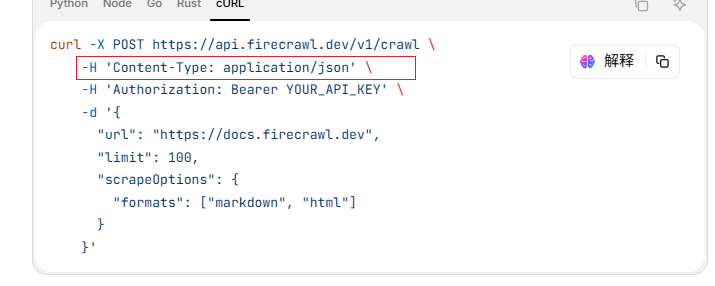 Python Node Go Rust cURL
curl -X POST https://api.firecrawl.dev/v1/crawl \
-H 'Content-Type: application/json' \
-H 'Authorization: Bearer YOUR_API_KEY' \
-d '{
"url": "https://docs.firecrawl.dev",
"limit": 100,
"scrapeOptions": {
"formats": ["markdown", "html"]
}
}'
解释